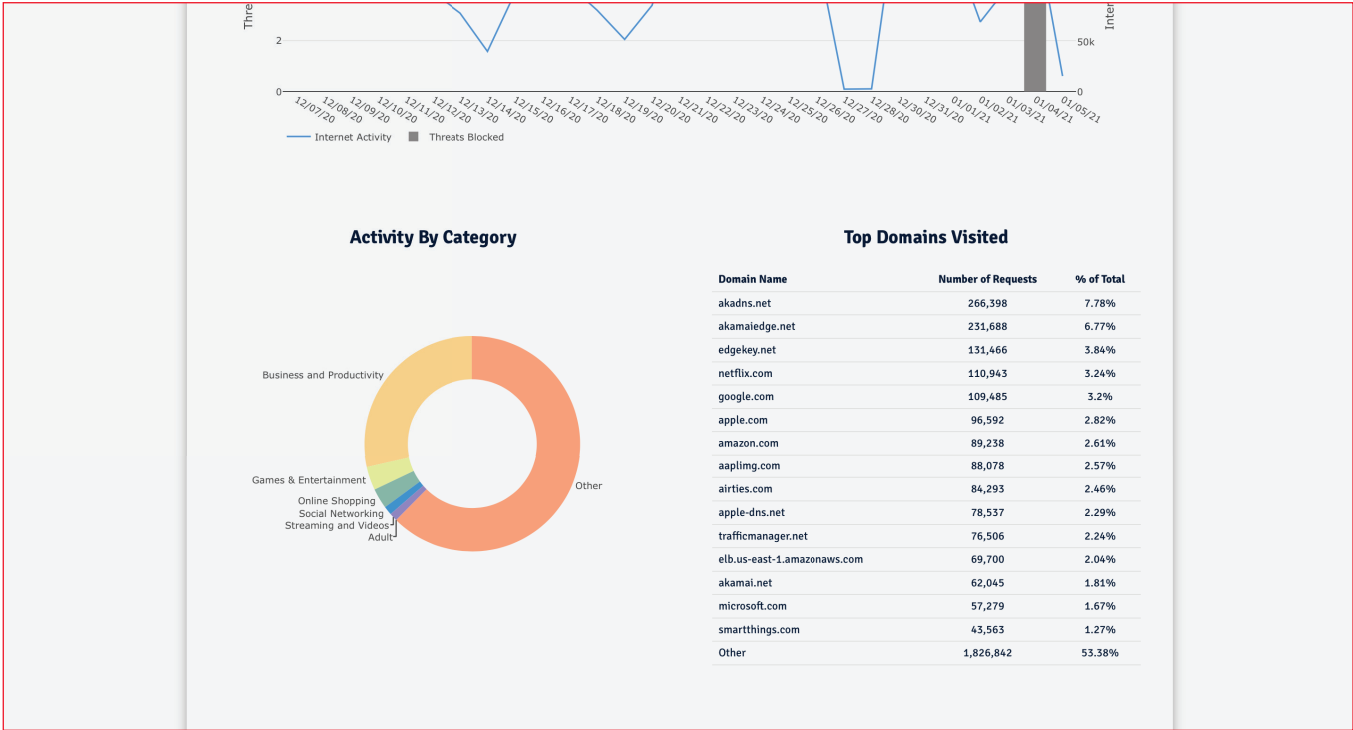 2
50k
0
0
12/07/20
12/08/20
12/09/20
12/10/20
12/11/20
12/12/20
12/13/20
12/14/20
12/15/20
12/16/20
12/17/20
12/18/20
12/19/20
12/20/20
12/21/20
12/22/20
12/23/20
12/24/20
12/25/20
12/26/20
12/27/20
12/28/20
12/30/20
12/31/20
01/01/21
01/02/21
01/03/21
01/04/21
01/05/21
Internet Activity Threats Blocked
Activity By Category
Business and Productivity
Games & Entertainment
Online Shopping
Social Networking
Streaming and Videos
Adult
Other
Top Domains Visited
Domain Name Number of Requests % of Total
akadns.net 266,398 7.78%
akamaiedge.net 231,688 6.77%
edgekey.net 131,466 3.84%
netflix.com 110,943 3.24%
google.com 109,485 3.2%
apple.com 96,592 2.82%
amazon.com 89,238 2.61%
aaplimg.com 88,078 2.57%
airties.com 84,293 2.46%
apple-dns.net 78,537 2.29%
trafficmanager.net 76,506 2.24%
elb.us-east-1.amazonaws.com 69,700 2.04%
akamai.net 62,045 1.81%
microsoft.com 57,279 1.67%
smartthings.com 43,563 1.27%
Other 1,826,842 53.38%